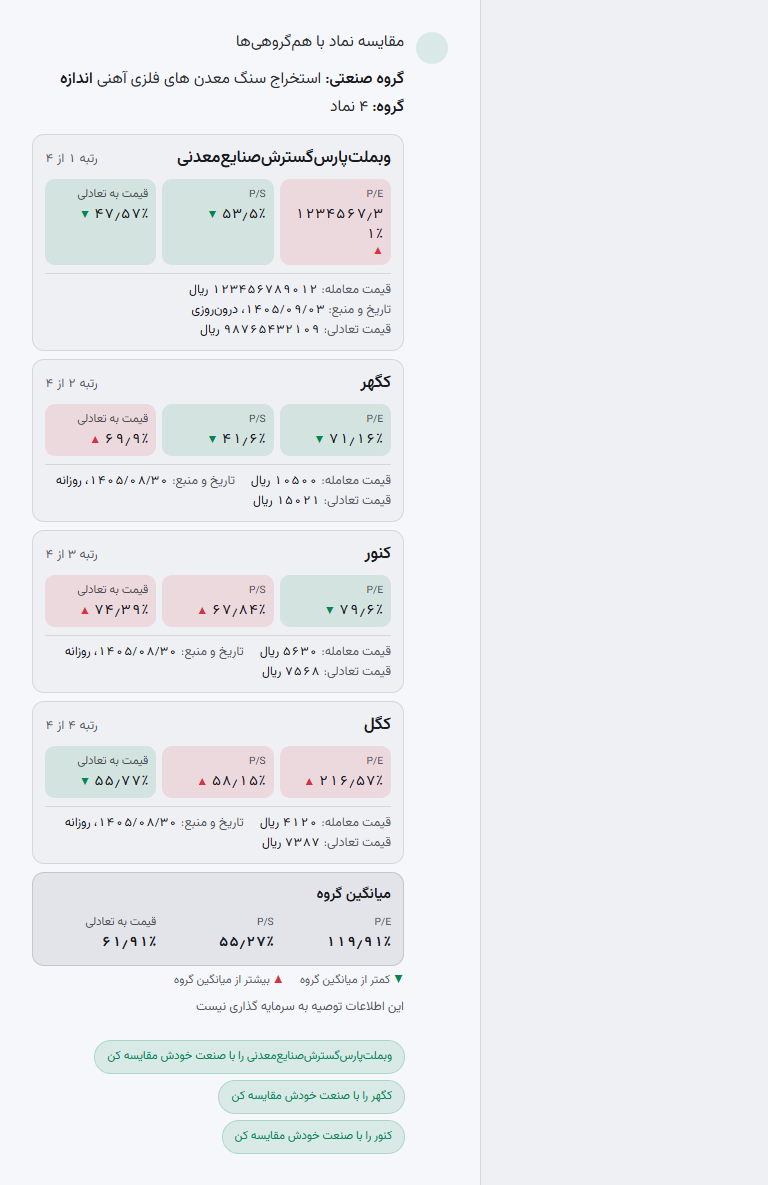 مقایسه نماد با هم‌گروهی‌ها
گروه صنعتی: استخراج سنگ معدن های فلزی آهنی اندازه
گروه: ۴ نماد
وبملت‌پارس‌گسترش‌صنایع‌معدنی
رتبه ۱ از ۴
P/E
P/S
قیمت به تعادلی
۱۲۳۴۵۶۷٫۳
۱٪
▲
۵۳٫۵٪ ▼
۴۷٫۵۷٪ ▼
قیمت معامله: ۱۲۳۴۵۶۷۸۹۰۱۲ ریال
تاریخ و منبع: ۱۴۰۵/۰۹/۰۳، درون‌روزی
قیمت تعادلی: ۹۸۷۶۵۴۳۲۱۰۹ ریال
کگهر
رتبه ۲ از ۴
P/E
P/S
قیمت به تعادلی
۷۱٫۱۶٪ ▼
۴۱٫۶٪ ▼
۶۹٫۹٪ ▲
قیمت معامله: ۱۰۵۰۰ ریال تاریخ و منبع: ۱۴۰۵/۰۸/۳۰، روزانه
قیمت تعادلی: ۱۵۰۲۱ ریال
کنور
رتبه ۳ از ۴
P/E
P/S
قیمت به تعادلی
۷۹٫۶٪ ▼
۶۷٫۸۴٪ ▲
۷۴٫۳۹٪ ▲
قیمت معامله: ۵۶۳۰ ریال تاریخ و منبع: ۱۴۰۵/۰۸/۳۰، روزانه
قیمت تعادلی: ۷۵۶۸ ریال
کگل
رتبه ۴ از ۴
P/E
P/S
قیمت به تعادلی
۲۱۶٫۵۷٪ ▲
۵۸٫۱۵٪ ▲
۵۵٫۷۷٪ ▼
قیمت معامله: ۴۱۲۰ ریال تاریخ و منبع: ۱۴۰۵/۰۸/۳۰، روزانه
قیمت تعادلی: ۷۳۸۷ ریال
میانگین گروه
P/E
P/S
قیمت به تعادلی
۱۱۹٫۹۱٪
۵۵٫۲۷٪
۶۱٫۹۱٪
▼ کمتر از میانگین گروه ▲ بیشتر از میانگین گروه
این اطلاعات توصیه به سرمایه گذاری نیست
وبملت‌پارس‌گسترش‌صنایع‌معدنی را با صنعت خودش مقایسه کن
کگهر را با صنعت خودش مقایسه کن
کنور را با صنعت خودش مقایسه کن